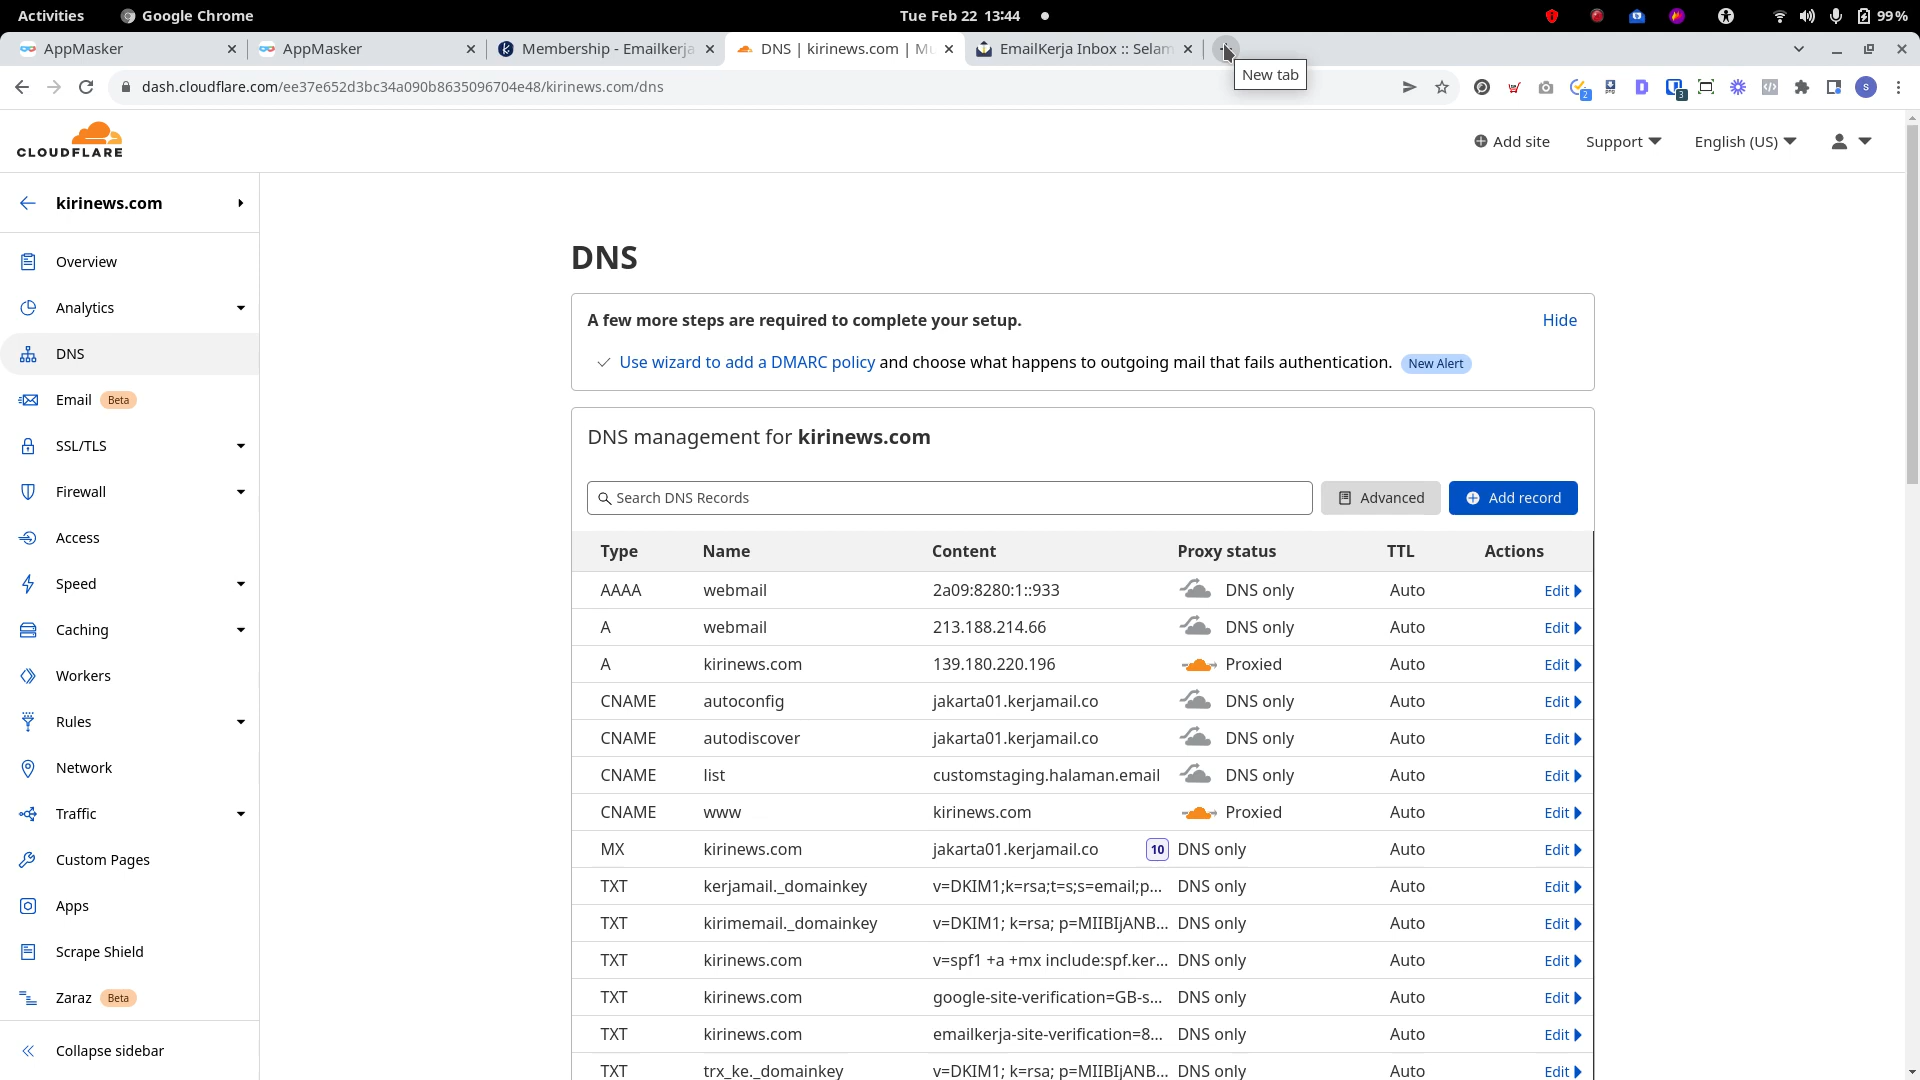 Activities Google Chrome Tue Feb 22 13:44 99%
AppMasker AppMasker Membership - Emailkerja DNS | kirinews.com | Mu EmailKerja Inbox :: Selam
New tab
dash.cloudflare.com/ee37e652d3bc34a090b8635096704e48/kirinews.com/dns 2 3 S
CLOUDFLARE Add site Support English (US)
kirinews.com
Overview
Analytics
DNS
Email Beta
SSL/TLS
Firewall
Access
Speed
Caching
Workers
Rules
Network
Traffic
Custom Pages
Apps
Scrape Shield
Zaraz Beta
Collapse sidebar
DNS
A few more steps are required to complete your setup. Hide
Use wizard to add a DMARC policy and choose what happens to outgoing mail that fails authentication. New Alert
DNS management for kirinews.com
Search DNS Records Advanced Add record
Type Name Content Proxy status TTL Actions
AAAA webmail 2a09:8280:1::933 DNS only Auto Edit
A webmail 213.188.214.66 DNS only Auto Edit
A kirinews.com 139.180.220.196 Proxied Auto Edit
CNAME autoconfig jakarta01.kerjamail.co DNS only Auto Edit
CNAME autodiscover jakarta01.kerjamail.co DNS only Auto Edit
CNAME list customstaging.halaman.email DNS only Auto Edit
CNAME www kirinews.com Proxied Auto Edit
MX kirinews.com jakarta01.kerjamail.co 10 DNS only Auto Edit
TXT kerjamail._domainkey v=DKIM1;k=rsa;t=s;s=email;p... DNS only Auto Edit
TXT kirimemail._domainkey v=DKIM1; k=rsa; p=MIIBIjANB... DNS only Auto Edit
TXT kirinews.com v=spf1 +a +mx include:spf.ker... DNS only Auto Edit
TXT kirinews.com google-site-verification=GB-s... DNS only Auto Edit
TXT kirinews.com emailkerja-site-verification=8... DNS only Auto Edit
TXT trx_ke._domainkey v=DKIM1; k=rsa; p=MIIBIjANB... DNS only Auto Edit